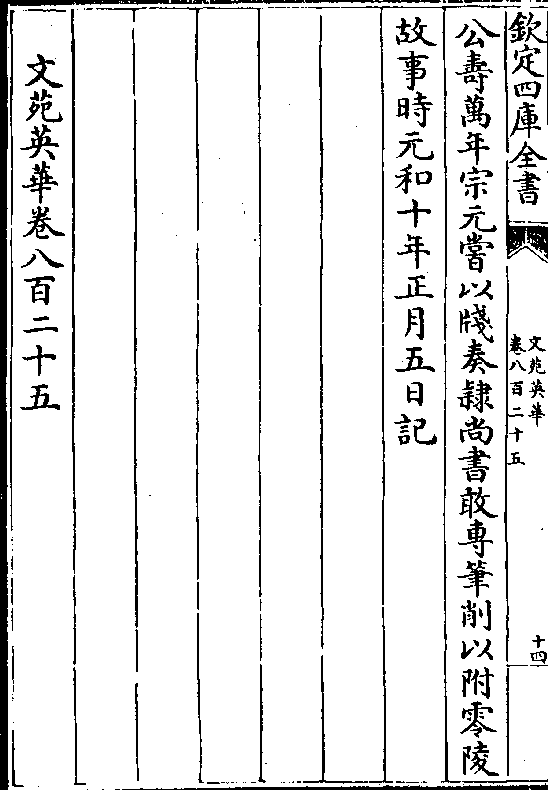 欽定四庫全書
文苑英華
卷八百二十五
十四
公壽萬年宗元嘗以牋奏隸尚書敢專筆削以附零陵
故事時元和十年正月五日記
文苑英華卷八百二十五